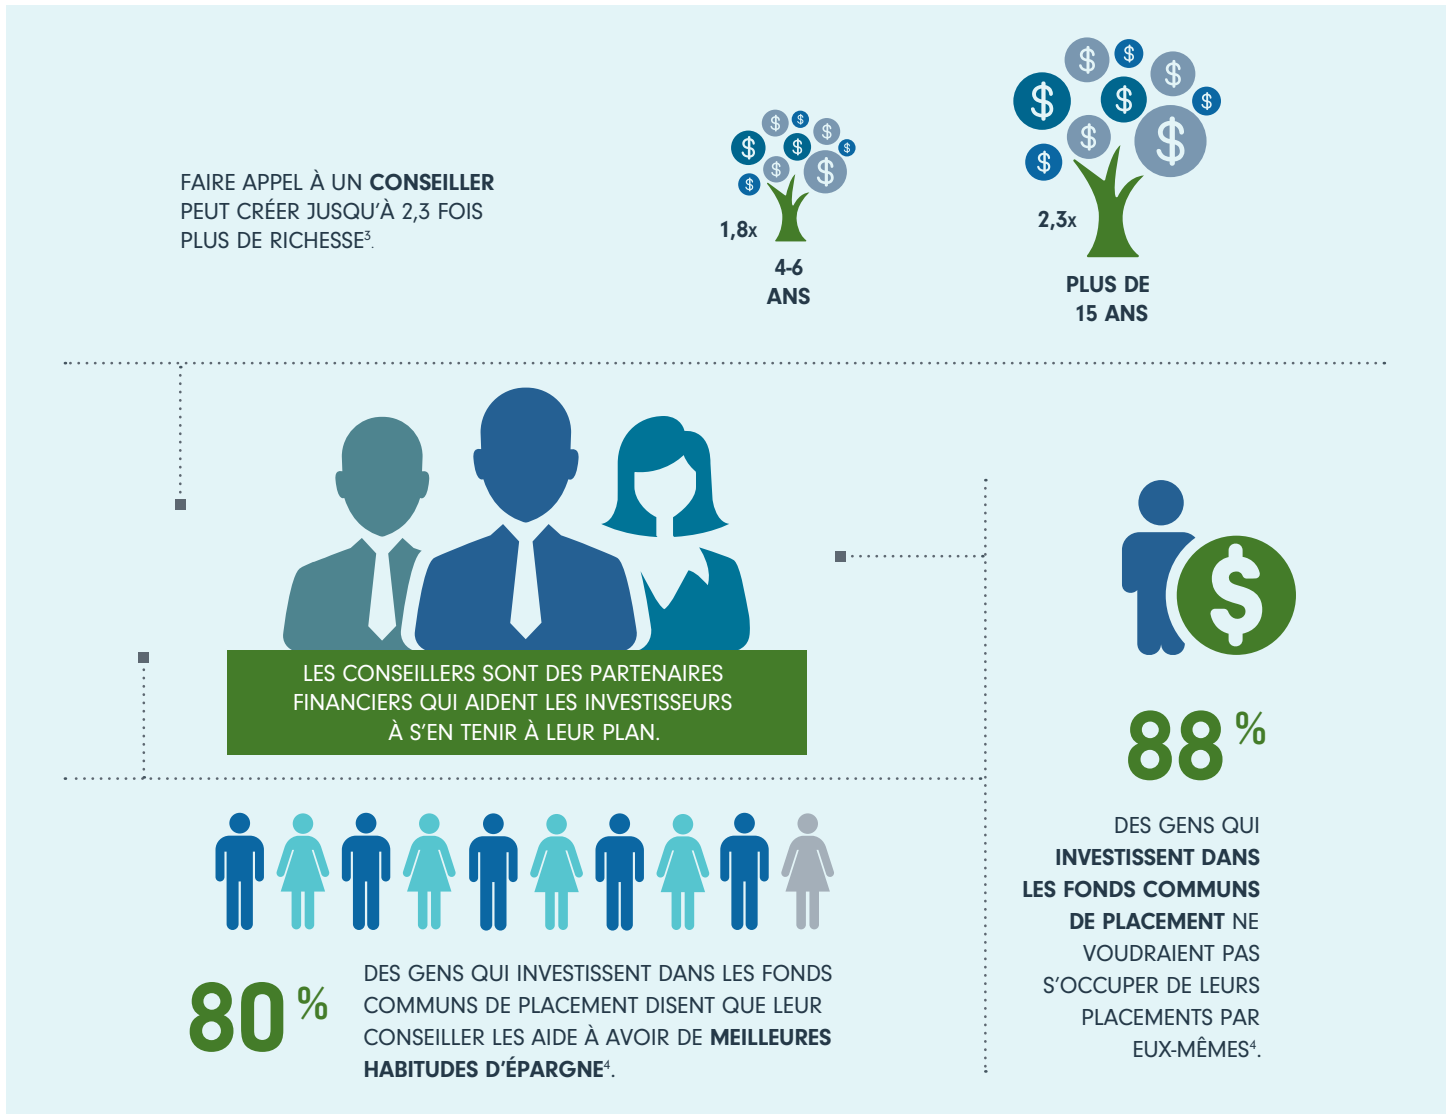 FAIRE APPEL À UN CONSEILLER
PEUT CRÉER JUSQU’À 2,3 FOIS
PLUS DE RICHESSE³.
1,8x
4-6
ANS
2,3x
PLUS DE
15 ANS
LES CONSEILLERS SONT DES PARTENAIRES
FINANCIERS QUI AIDENT LES INVESTISSEURS
À S’EN TENIR À LEUR PLAN.
80 %
DES GENS QUI INVESTISSENT DANS LES FONDS
COMMUNS DE PLACEMENT DISENT QUE LEUR
CONSEILLER LES AIDE À AVOIR DE MEILLEURES
HABITUDES D’ÉPARGNE⁴.
88 %
DES GENS QUI
INVESTISSENT DANS
LES FONDS COMMUNS
DE PLACEMENT NE
VOUDRAIENT PAS
S’OCCUPER DE LEURS
PLACEMENTS PAR
EUX-MÊMES⁴.